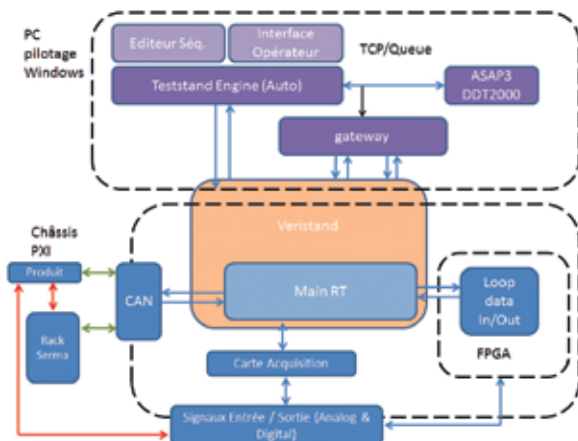 PC
pilotage
Windows
Editeur Séq.
Interface
Opérateur
TCP/Queue
Teststand Engine (Auto)
ASAP3
DDT2000
gateway
Veristand
Châssis
PXI
Produit
CAN
Main RT
Loop
data
In/Out
Rack
Serma
FPGA
Carte Acquisition
Signaux Entrée / Sortie (Analog &
Digital)